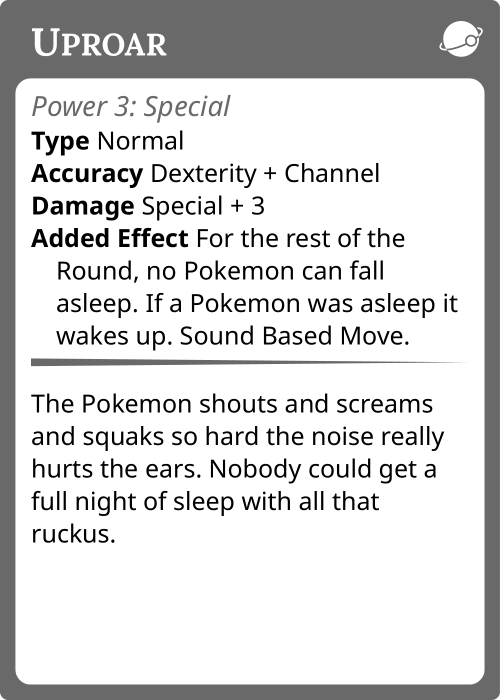 UPROAR
Power 3: Special
Type Normal
Accuracy Dexterity + Channel
Damage Special + 3
Added Effect For the rest of the
Round, no Pokemon can fall
asleep. If a Pokemon was asleep it
wakes up. Sound Based Move.
The Pokemon shouts and screams
and squaks so hard the noise really
hurts the ears. Nobody could get a
full night of sleep with all that
ruckus.